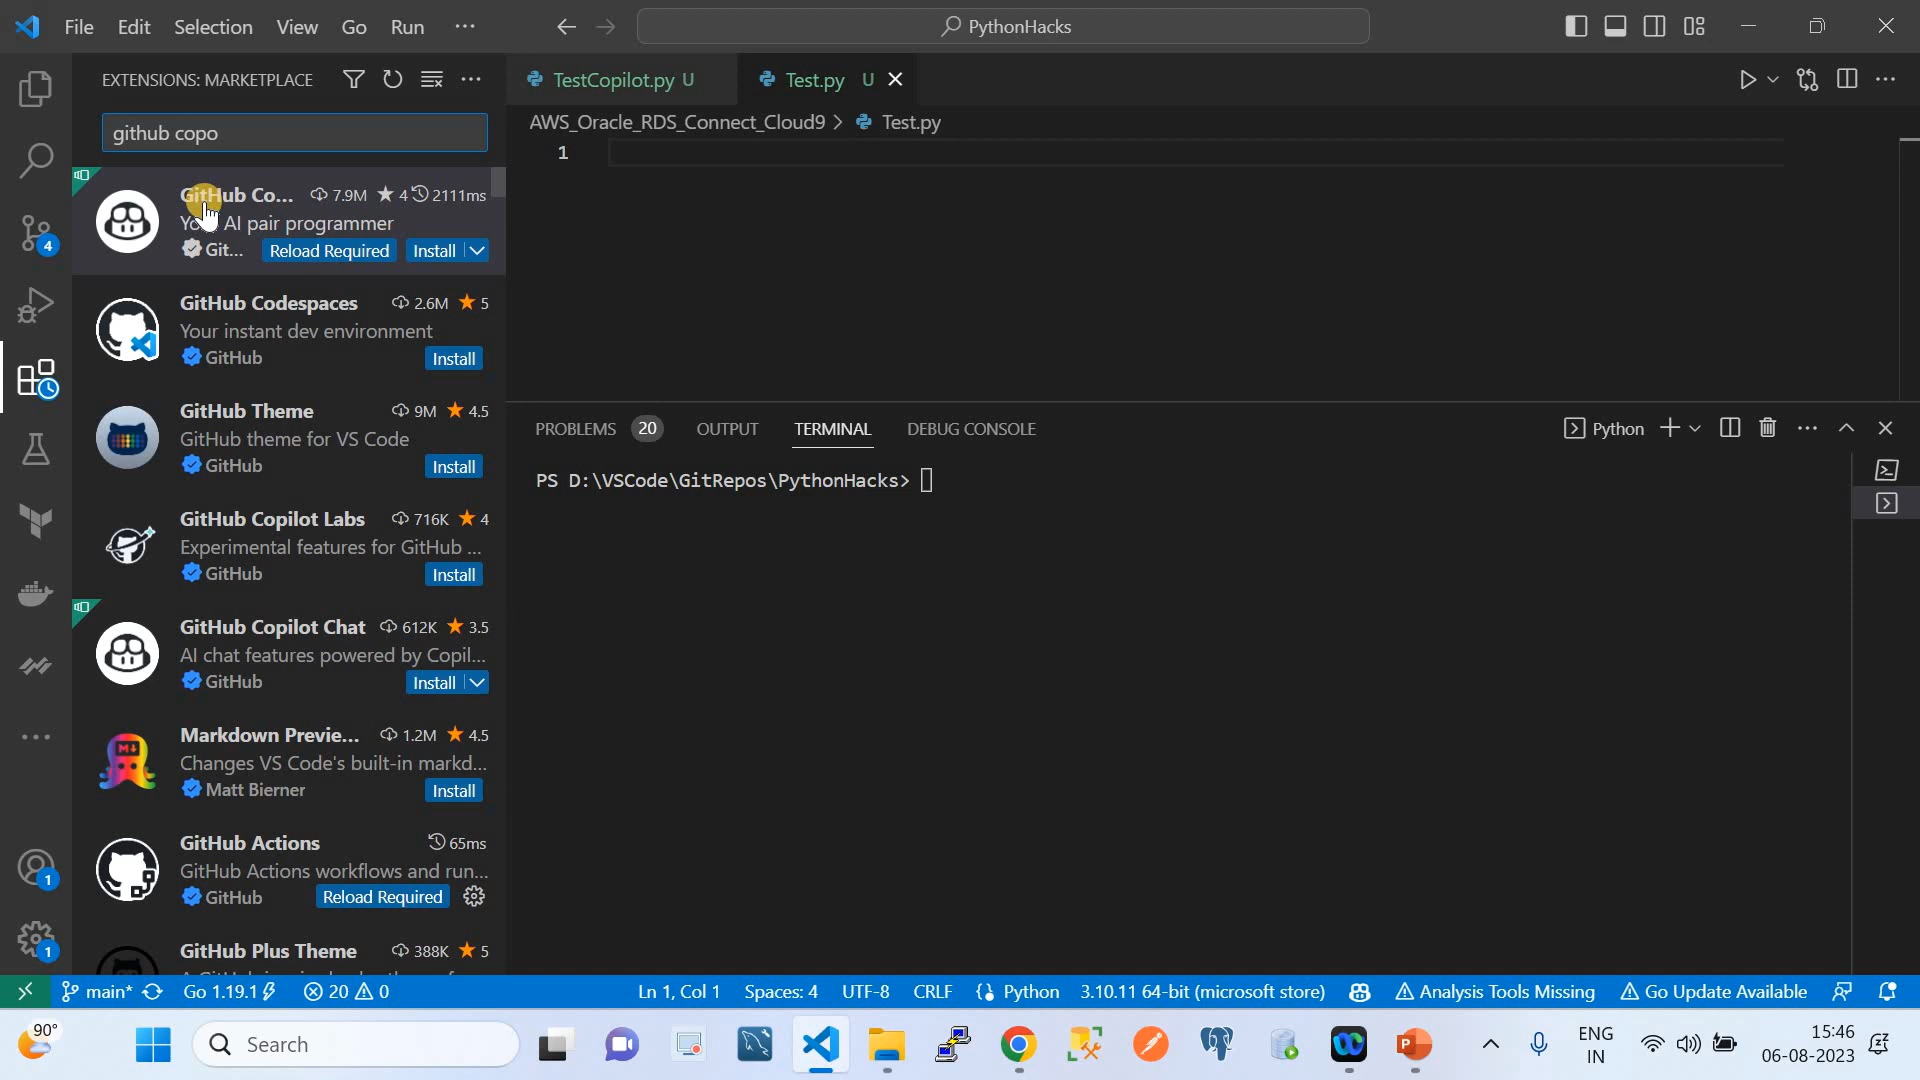 File Edit Selection View Go Run ···
PythonHacks
EXTENSIONS: MARKETPLACE
github copo
GitHub Co... 7.9M 4 2111ms
AI pair programmer
Git... Reload Required Install
GitHub Codespaces 2.6M 5
Your instant dev environment
GitHub Install
GitHub Theme 9M 4.5
GitHub theme for VS Code
GitHub Install
GitHub Copilot Labs 716K 4
Experimental features for GitHub ...
GitHub Install
GitHub Copilot Chat 612K 3.5
AI chat features powered by Copil...
GitHub Install
Markdown Previe... 1.2M 4.5
Changes VS Code's built-in markd...
Matt Bierner Install
GitHub Actions 65ms
GitHub Actions workflows and run...
GitHub Reload Required
GitHub Plus Theme 388K 5
4
1
1
TestCopilot.py U
Test.py U
AWS_Oracle_RDS_Connect_Cloud9 > Test.py
1
PROBLEMS 20 OUTPUT TERMINAL DEBUG CONSOLE
Python
PS D:\VSCode\GitRepos\PythonHacks>
main* Go 1.19.1 20 0 Ln 1, Col 1 Spaces: 4 UTF-8 CRLF Python 3.10.11 64-bit (microsoft store) Analysis Tools Missing Go Update Available
90°
Search
ENG
IN
15:46
06-08-2023